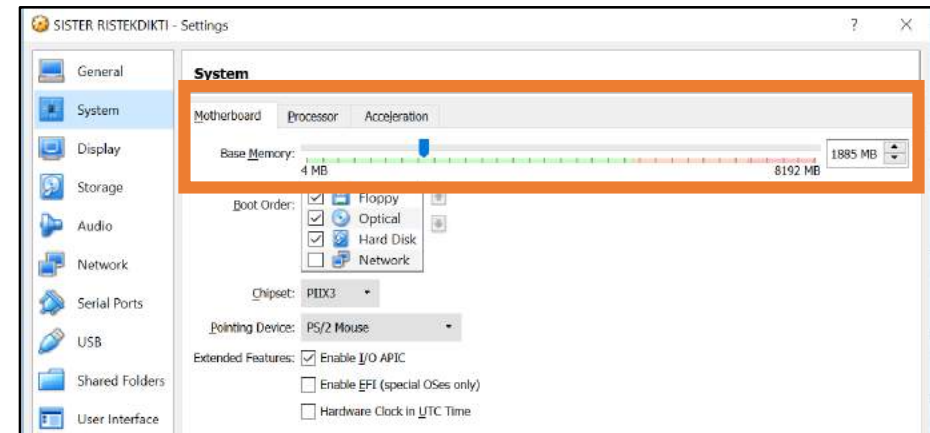 SISTER RISTEKDIKTI - Settings ? ×
General
System
Display
Storage
Audio
Network
Serial Ports
USB
Shared Folders
User Interface
System
Motherboard Processor Acceleration
Base Memory: 1885 MB
4 MB 8192 MB
Boot Order: Floppy
Optical
Hard Disk
Network
Chipset: PIIX3
Pointing Device: PS/2 Mouse
Extended Features: Enable I/O APIC
Enable EFI (special OSes only)
Hardware Clock in UTC Time